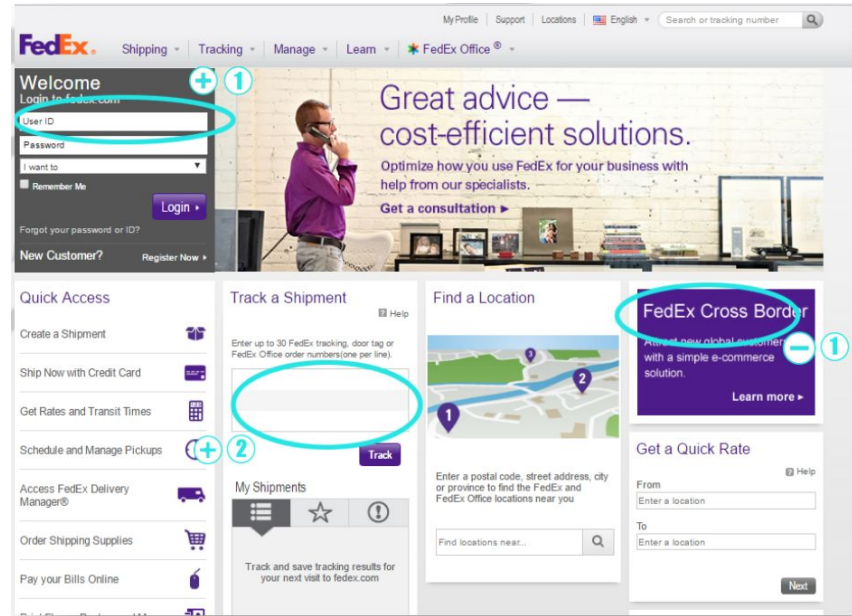 My Profile Support Locations English Search or tracking number
FedEx. Shipping Tracking Manage Learn FedEx Office ®
Welcome
Login to fedex.com
User ID
Password
I want to
Remember Me
Login
Forgot your password or ID?
New Customer? Register Now
+ 1
Great advice —
cost-efficient solutions.
Optimize how you use FedEx for your business with
help from our specialists.
Get a consultation
Quick Access
Create a Shipment
Ship Now with Credit Card
Get Rates and Transit Times
Schedule and Manage Pickups
Access FedEx Delivery
Manager®
Order Shipping Supplies
Pay your Bills Online
Track a Shipment
Help
Enter up to 30 FedEx tracking, door tag or
FedEx Office order numbers(one per line).
+ 2
Track
My Shipments
Track and save tracking results for
your next visit to fedex.com
Find a Location
3
2
1
Enter a postal code, street address, city
or province to find the FedEx and
FedEx Office locations near you
Find locations near...
FedEx Cross Border
Attract new global customers
with a simple e-commerce
solution.
Learn more
− 1
Get a Quick Rate
Help
From
Enter a location
To
Enter a location
Next